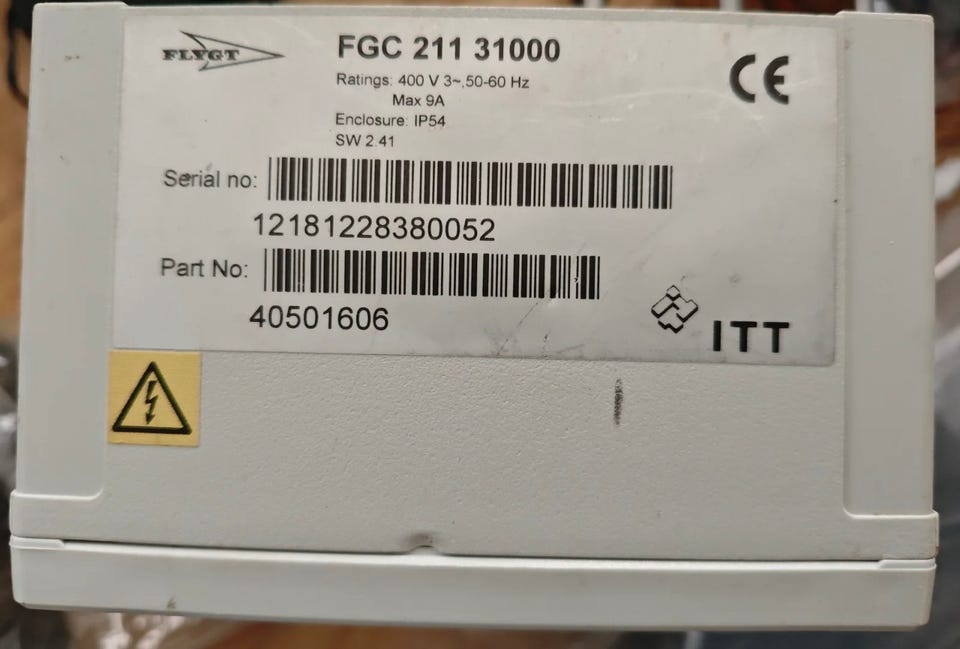 FLYGT
FGC 211 31000
Ratings: 400 V 3~,50-60 Hz
Max 9A
Enclosure: IP54
SW 2.41
CE
Serial no:
12181228380052
Part No:
40501606
ITT